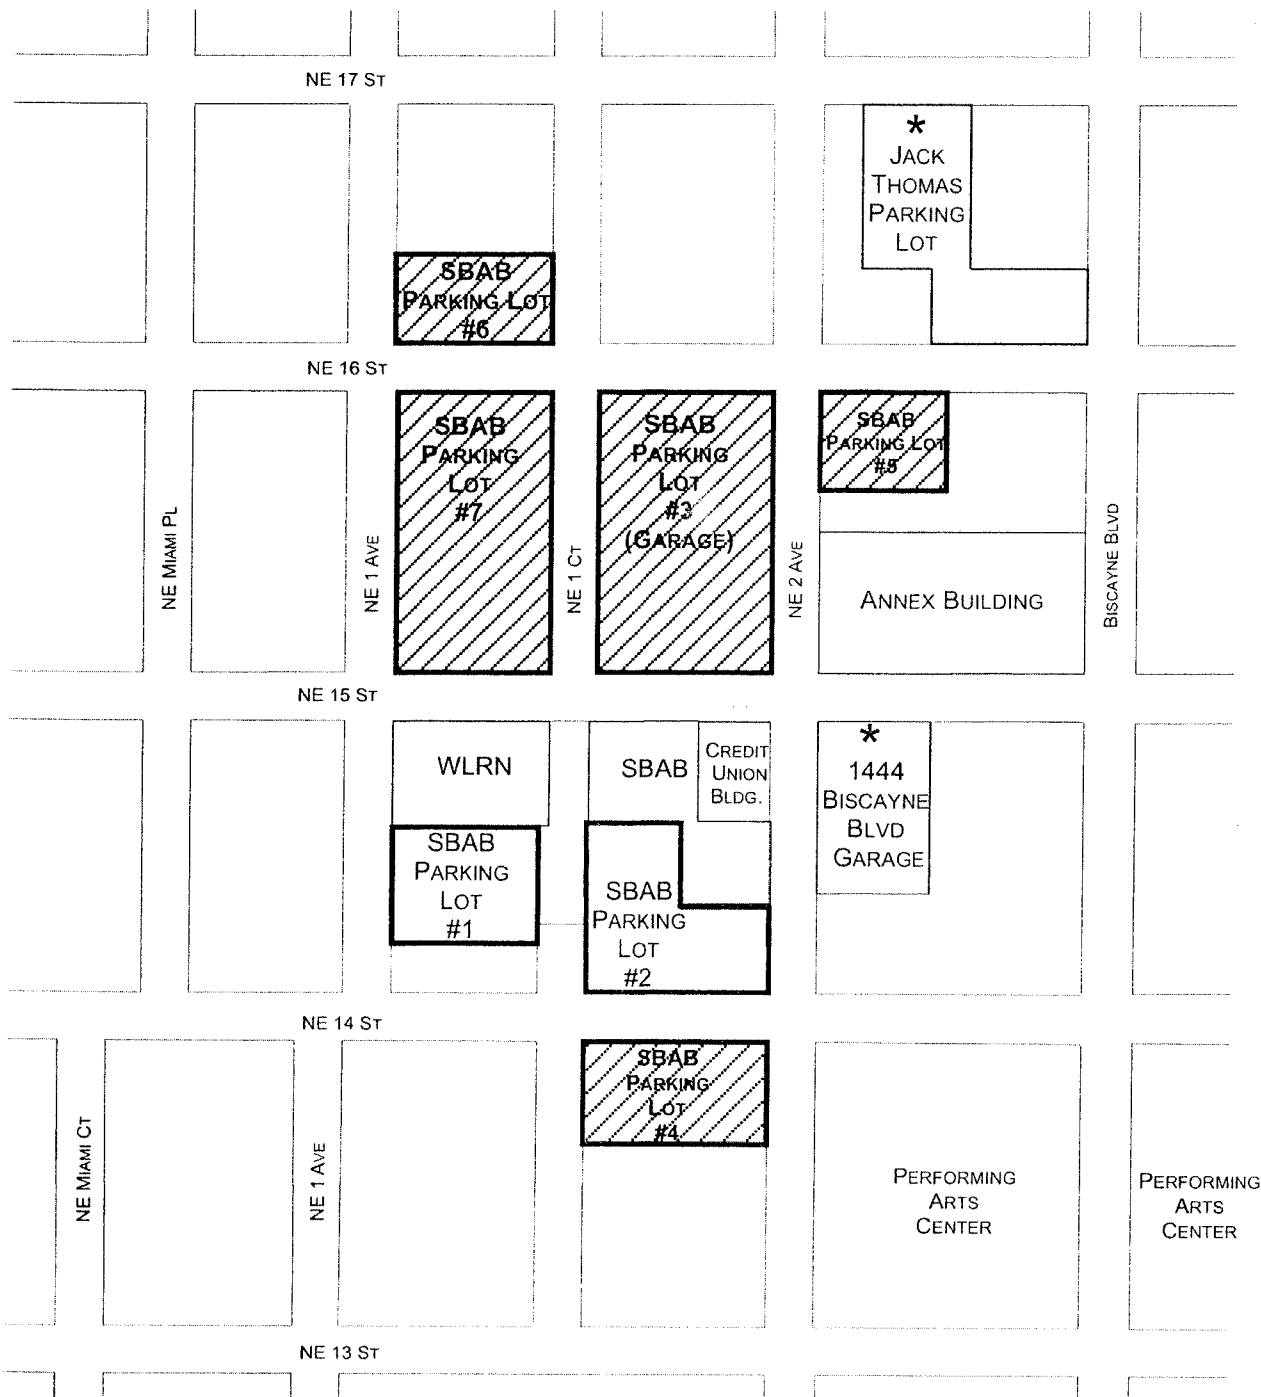 NE 17 ST
*
JACK
THOMAS
PARKING
LOT
SBAB
PARKING LOT
#6
NE 16 ST
SBAB
PARKING
LOT
#7
SBAB
PARKING
LOT
#3
(GARAGE)
SBAB
PARKING LOT
#5
NE MIAMI PL
NE 1 AVE
NE 1 CT
NE 2 AVE
BISCAYNE BLVD
ANNEX BUILDING
NE 15 ST
WLRN
SBAB
CREDIT
UNION
BLDG.
*
1444
BISCAYNE
BLVD
GARAGE
SBAB
PARKING
LOT
#1
SBAB
PARKING
LOT
#2
NE 14 ST
SBAB
PARKING
LOT
#4
NE MIAMI CT
NE 1 AVE
PERFORMING
ARTS
CENTER
PERFORMING
ARTS
CENTER
NE 13 ST